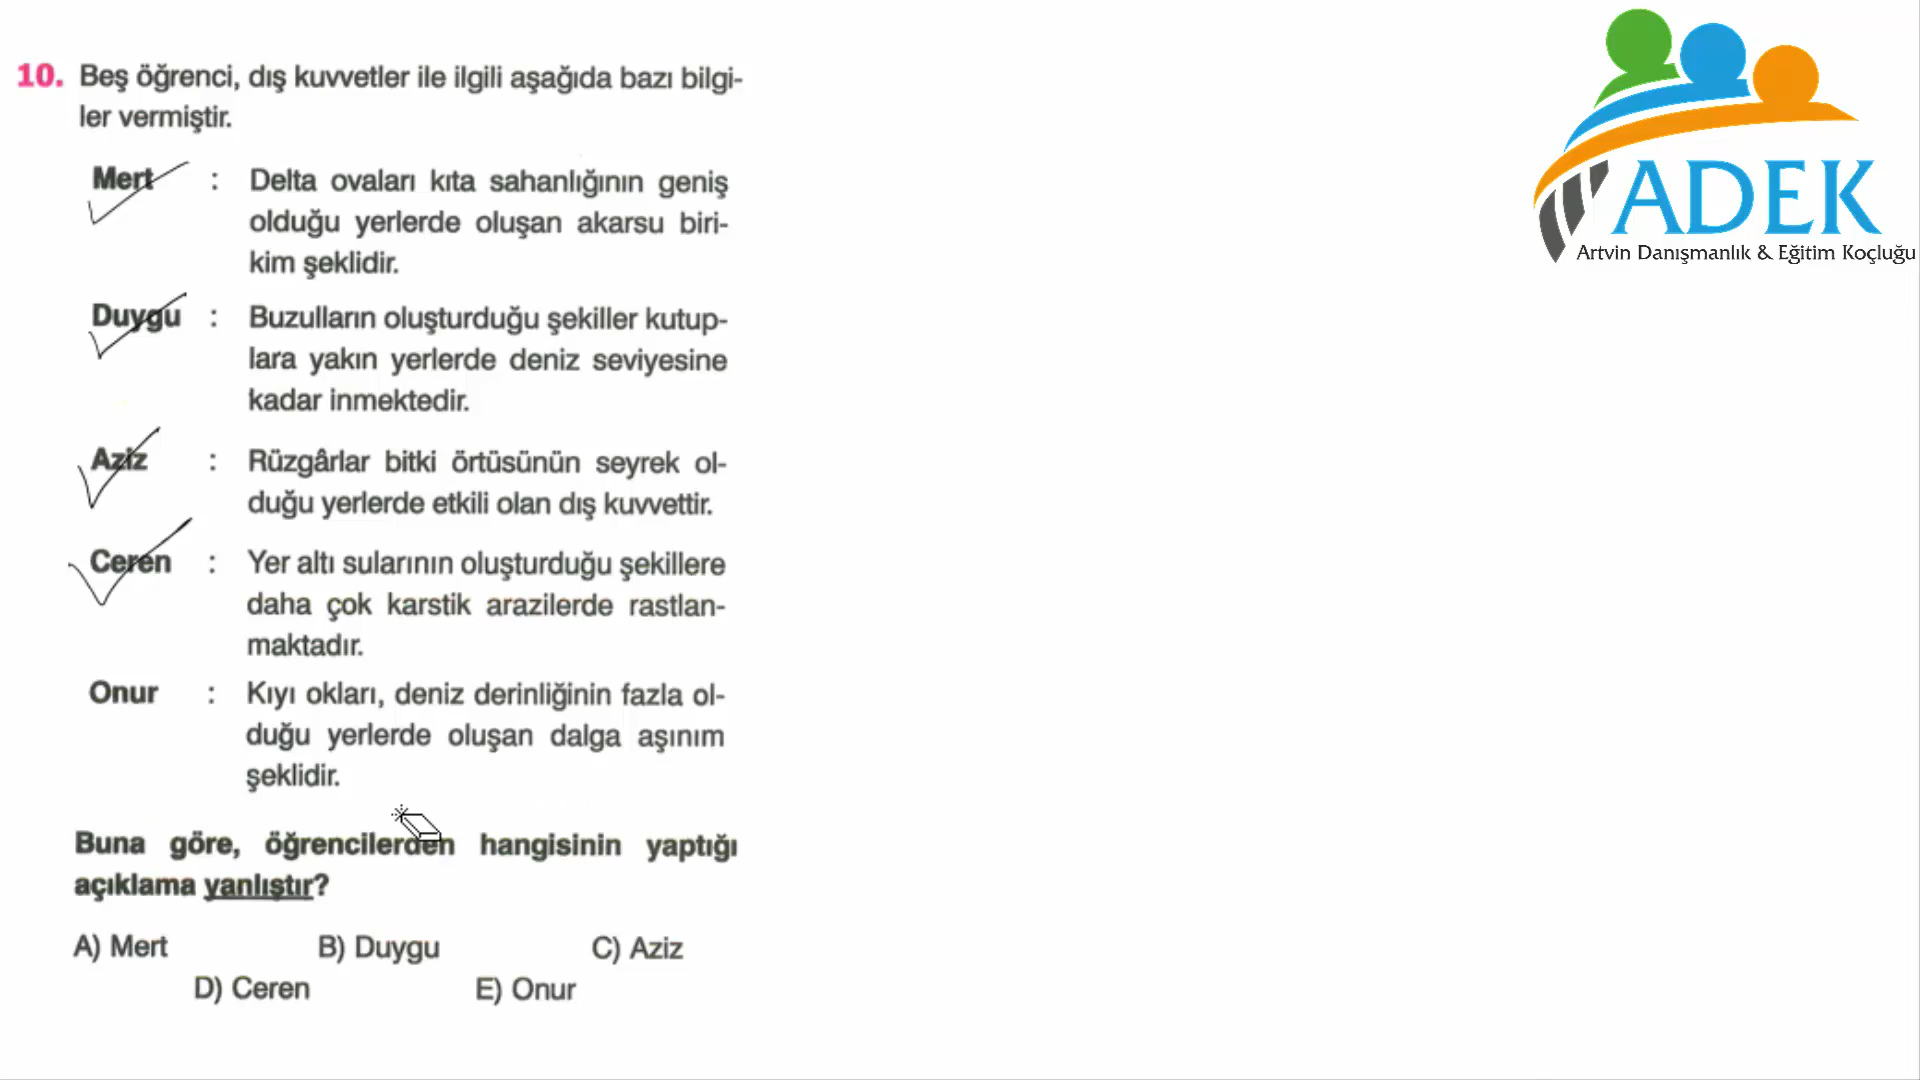 10. Beş öğrenci, dış kuvvetler ile ilgili aşağıda bazı bilgi-
ler vermiştir.
Mert : Delta ovaları kıta sahanlığının geniş
olduğu yerlerde oluşan akarsu biri-
kim şeklidir.
Duygu : Buzulların oluşturduğu şekiller kutup-
lara yakın yerlerde deniz seviyesine
kadar inmektedir.
Aziz : Rüzgârlar bitki örtüsünün seyrek ol-
duğu yerlerde etkili olan dış kuvvettir.
Ceren : Yer altı sularının oluşturduğu şekillere
daha çok karstik arazilerde rastlan-
maktadır.
Onur : Kıyı okları, deniz derinliğinin fazla ol-
duğu yerlerde oluşan dalga aşınım
şeklidir.
Buna göre, öğrencilerden hangisinin yaptığı
açıklama yanlıştır?
A) Mert B) Duygu C) Aziz
D) Ceren E) Onur
ADEK
Artvin Danışmanlık & Eğitim Koçluğu